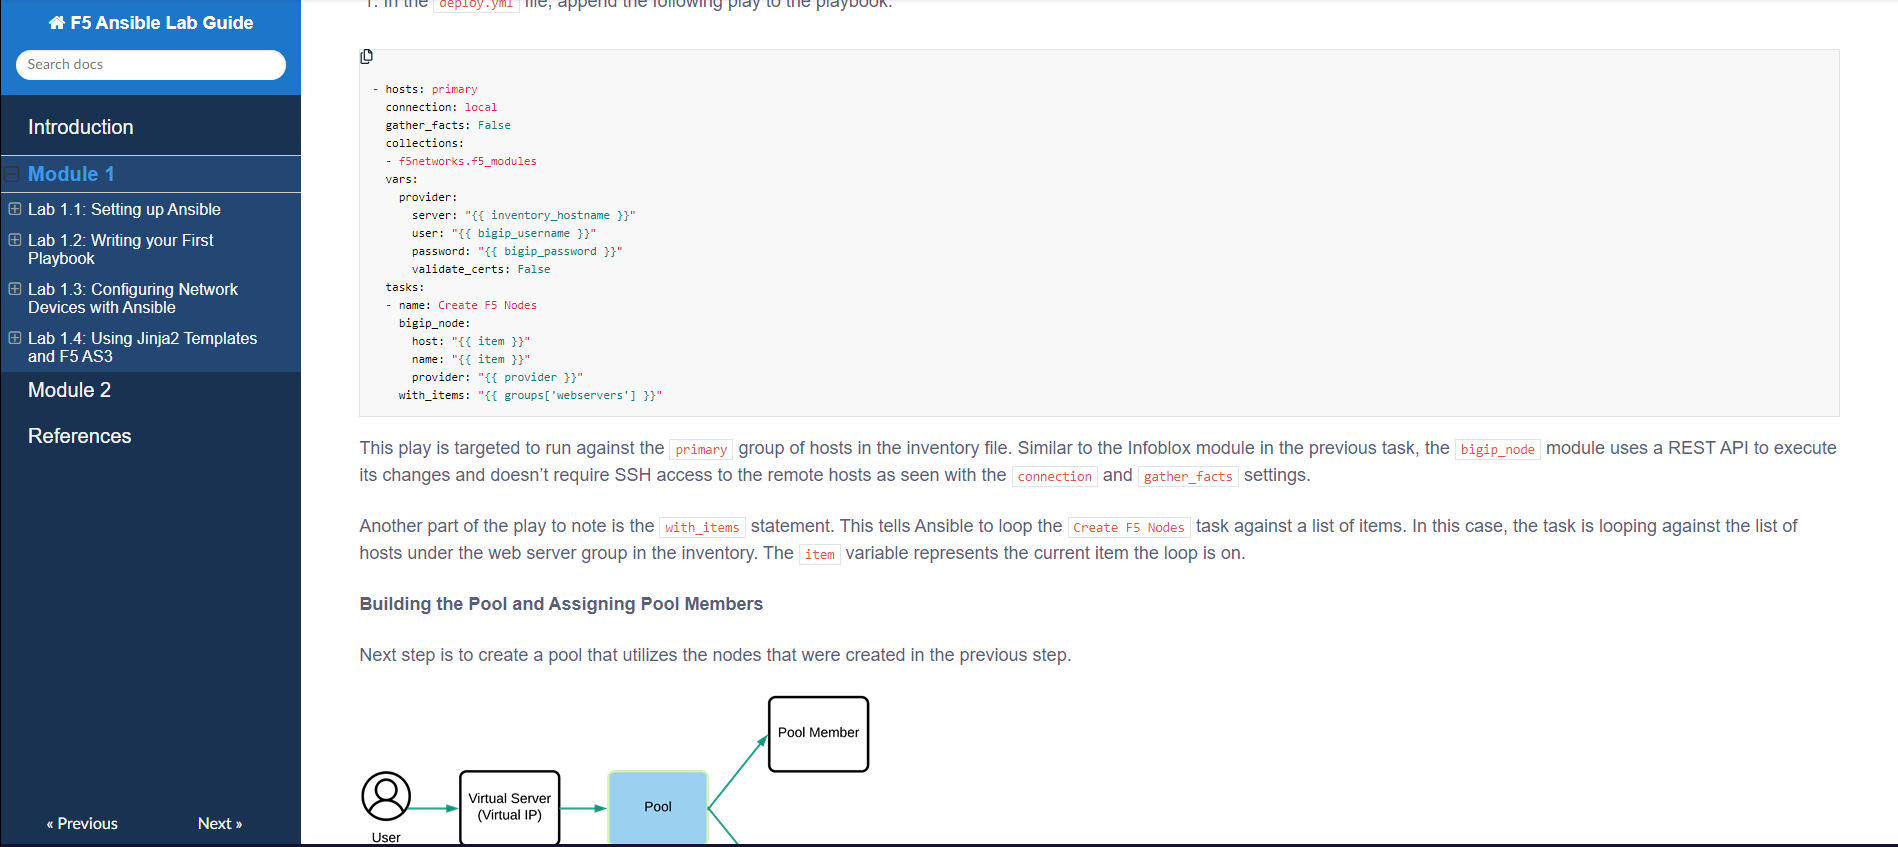 F5 Ansible Lab Guide
Search docs
Introduction
Module 1
Lab 1.1: Setting up Ansible
Lab 1.2: Writing your First
Playbook
Lab 1.3: Configuring Network
Devices with Ansible
Lab 1.4: Using Jinja2 Templates
and F5 AS3
Module 2
References
« Previous
Next »
1. In the deploy.yml file, append the following play to the playbook.
- hosts: primary
  connection: local
  gather_facts: False
  collections:
  - f5networks.f5_modules
  vars:
    provider:
      server: "{{ inventory_hostname }}"
      user: "{{ bigip_username }}"
      password: "{{ bigip_password }}"
      validate_certs: False
  tasks:
  - name: Create F5 Nodes
    bigip_node:
      host: "{{ item }}"
      name: "{{ item }}"
      provider: "{{ provider }}"
    with_items: "{{ groups['webservers'] }}"
This play is targeted to run against the primary group of hosts in the inventory file. Similar to the Infoblox module in the previous task, the bigip_node module uses a REST API to execute
its changes and doesn’t require SSH access to the remote hosts as seen with the connection and gather_facts settings.
Another part of the play to note is the with_items statement. This tells Ansible to loop the Create F5 Nodes task against a list of items. In this case, the task is looping against the list of
hosts under the web server group in the inventory. The item variable represents the current item the loop is on.
Building the Pool and Assigning Pool Members
Next step is to create a pool that utilizes the nodes that were created in the previous step.
Pool Member
Virtual Server
(Virtual IP)
Pool
User